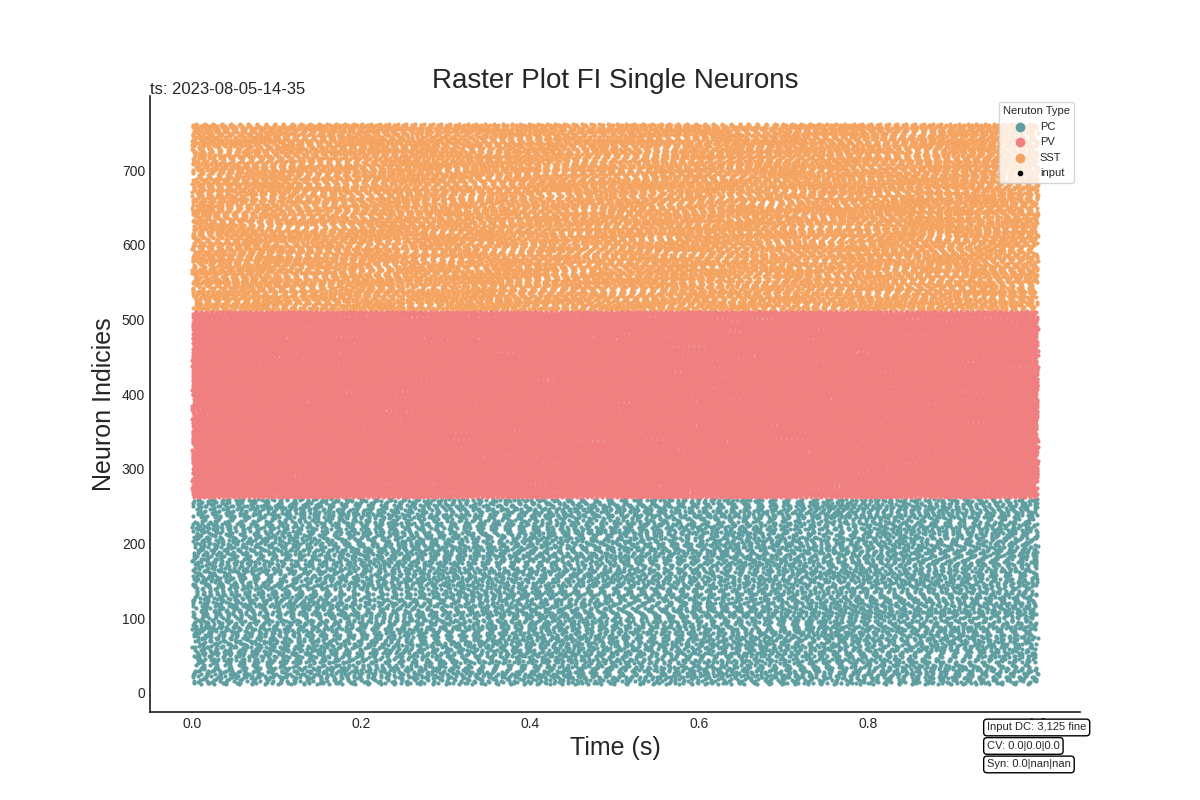 Raster Plot FI Single Neurons
ts: 2023-08-05-14-35
Neruton Type
PC
PV
SST
input
700
600
500
400
300
200
100
0
Neuron Indicies
0.0 0.2 0.4 0.6 0.8
Time (s)
Input DC: 3,125 fine
CV: 0.0|0.0|0.0
Syn: 0.0|nan|nan